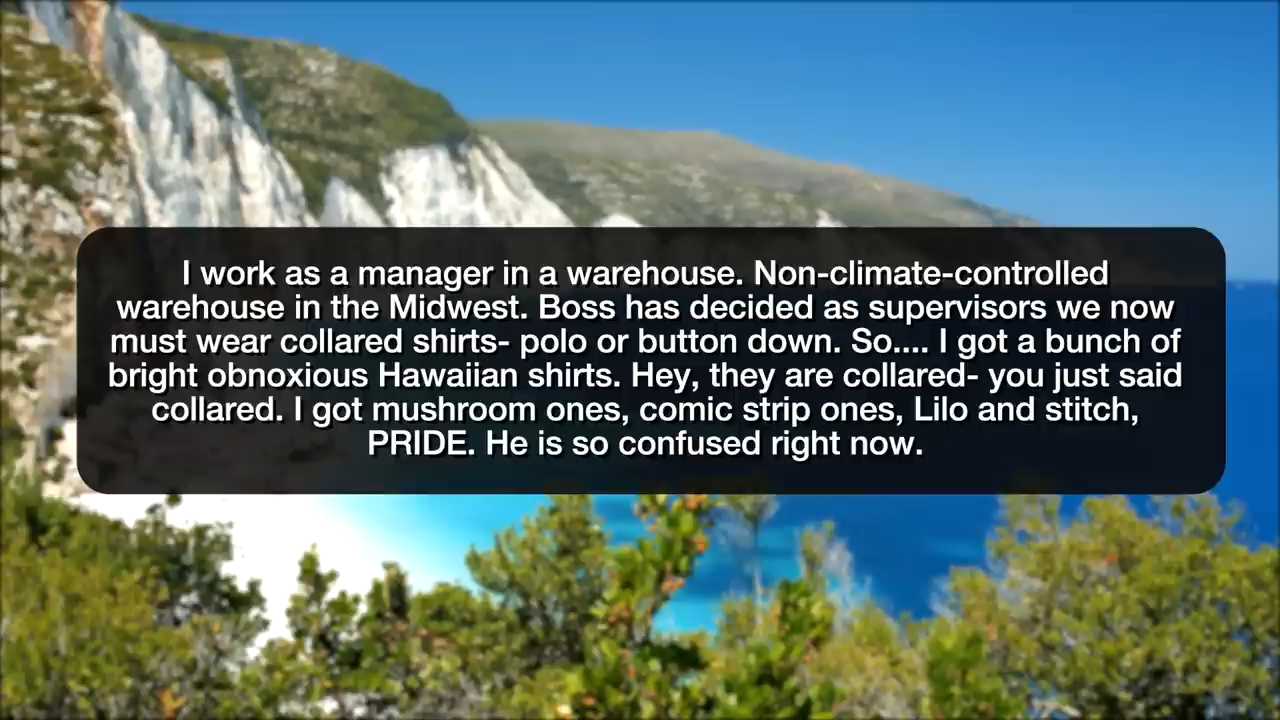 I work as a manager in a warehouse. Non-climate-controlled
warehouse in the Midwest. Boss has decided as supervisors we now
must wear collared shirts- polo or button down. So.... I got a bunch of
bright obnoxious Hawaiian shirts. Hey, they are collared- you just said
collared. I got mushroom ones, comic strip ones, Lilo and stitch,
PRIDE. He is so confused right now.